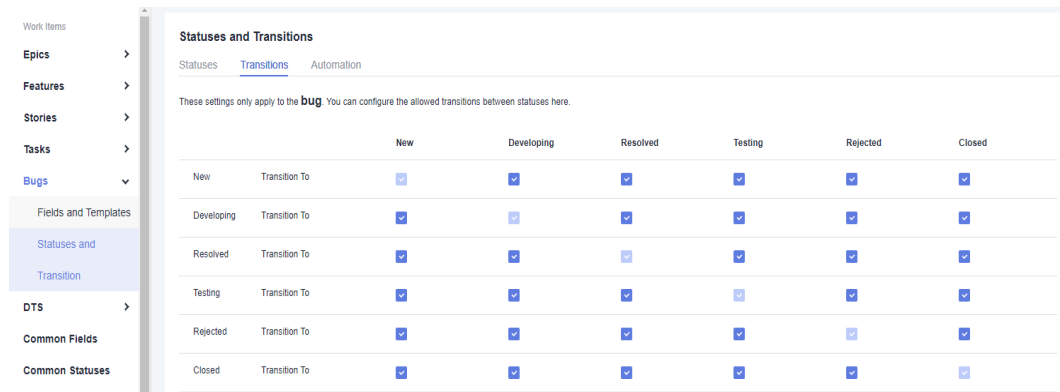 Work Items
Epics
Features
Stories
Tasks
Bugs
Fields and Templates
Statuses and
Transition
DTS
Common Fields
Common Statuses
Statuses and Transitions
Statuses Transitions Automation
These settings only apply to the bug. You can configure the allowed transitions between statuses here.
New Developing Resolved Testing Rejected Closed
New Transition To
Developing Transition To
Resolved Transition To
Testing Transition To
Rejected Transition To
Closed Transition To